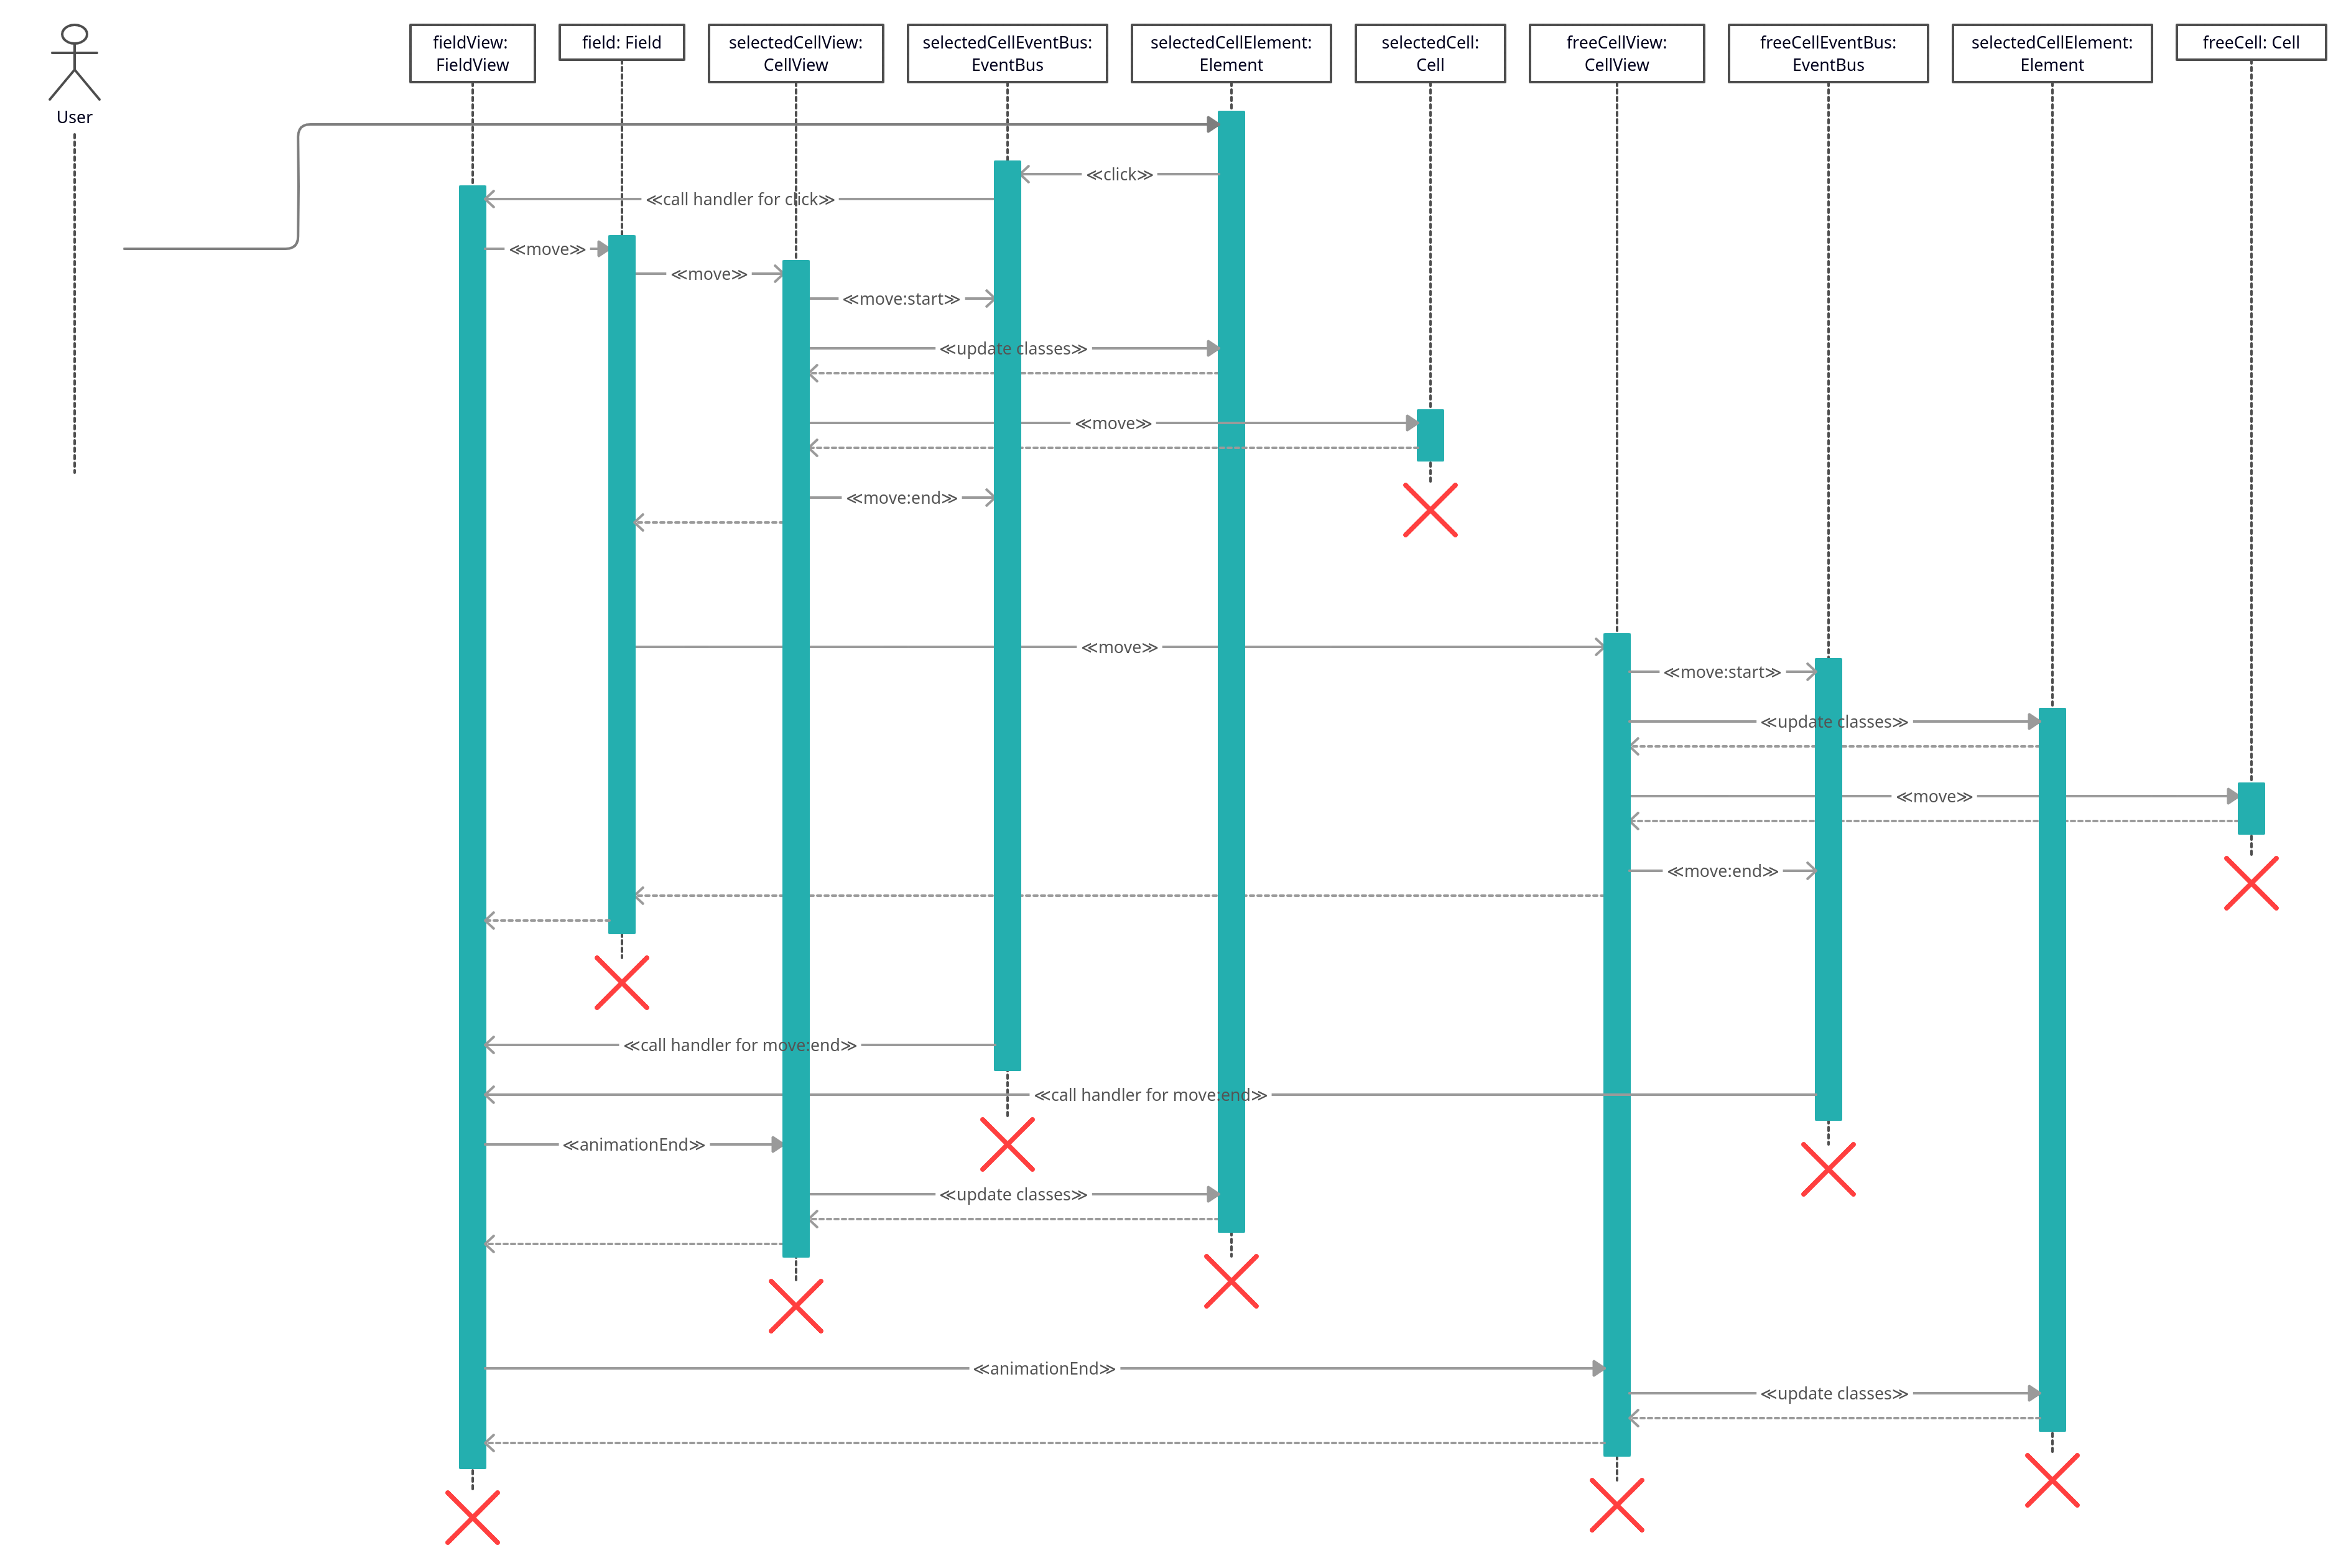 User
fieldView:
FieldView
field: Field
selectedCellView:
CellView
selectedCellEventBus:
EventBus
selectedCellElement:
Element
selectedCell:
Cell
freeCellView:
CellView
freeCellEventBus:
EventBus
selectedCellElement:
Element
freeCell: Cell
≪click≫
≪call handler for click≫
≪move≫
≪move≫
≪move:start≫
≪update classes≫
≪move≫
≪move:end≫
≪move≫
≪move:start≫
≪update classes≫
≪move≫
≪move:end≫
≪call handler for move:end≫
≪call handler for move:end≫
≪animationEnd≫
≪update classes≫
≪animationEnd≫
≪update classes≫